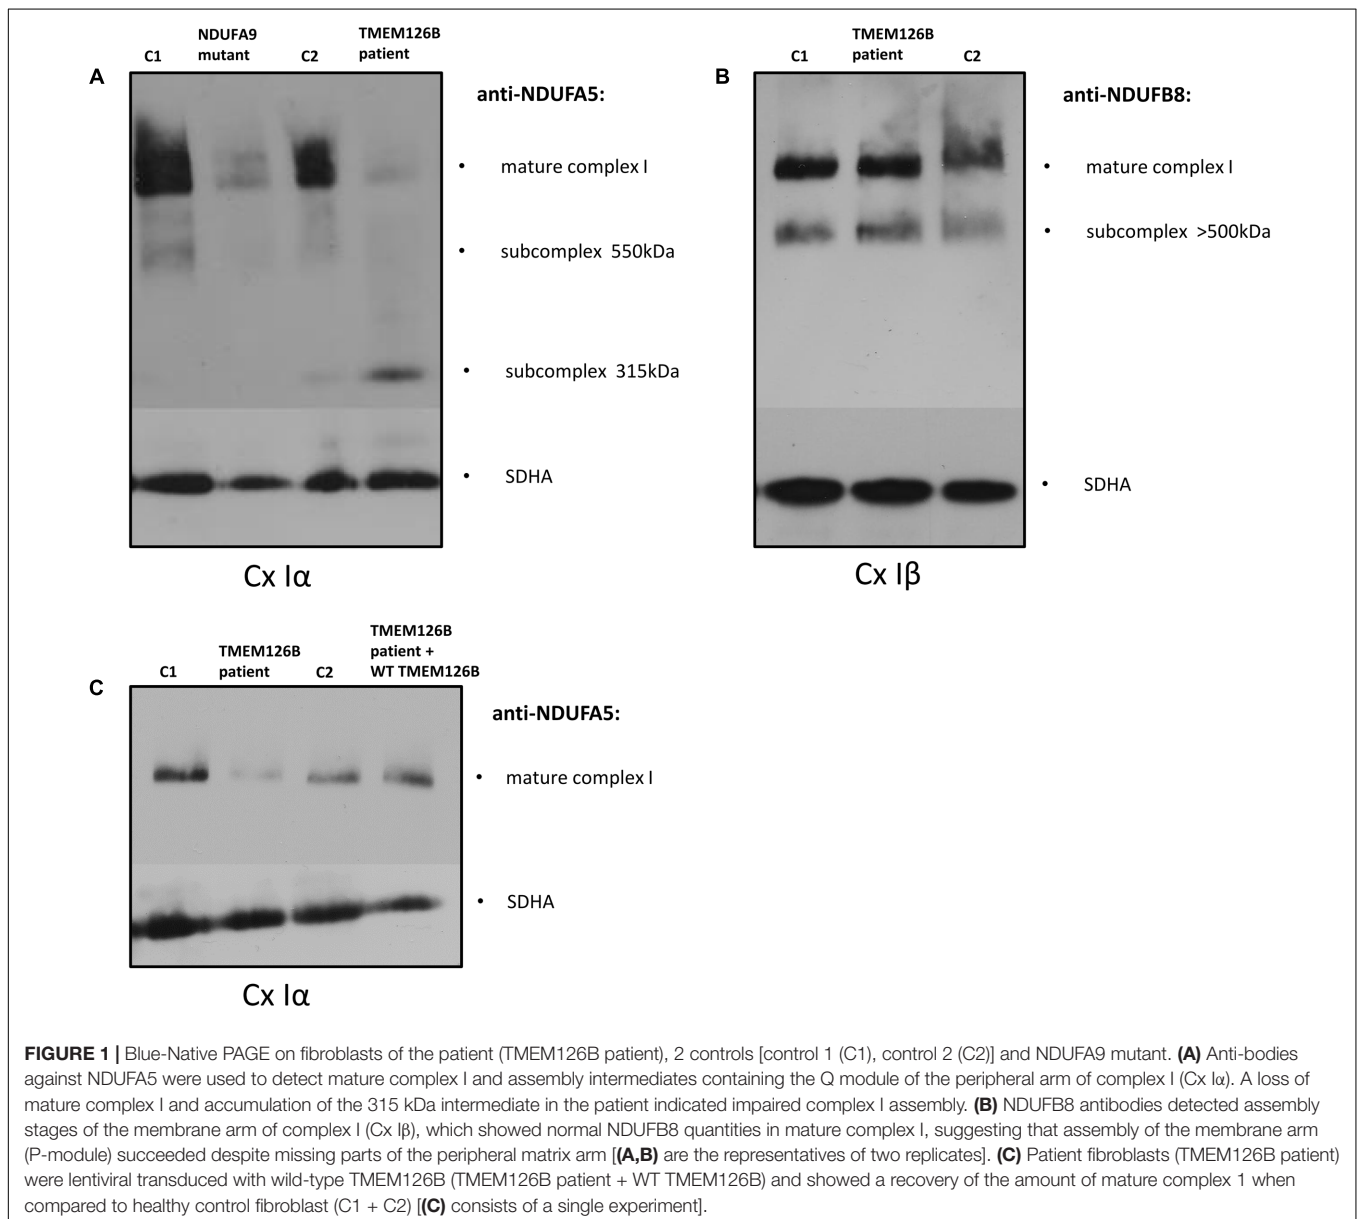 A
C1
NDUFA9
mutant
C2
TMEM126B
patient
anti-NDUFA5:
• mature complex I
• subcomplex 550kDa
• subcomplex 315kDa
• SDHA
Cx Iα
B
C1
TMEM126B
patient
C2
anti-NDUFB8:
• mature complex I
• subcomplex >500kDa
• SDHA
Cx Iβ
C
C1
TMEM126B
patient
C2
TMEM126B
patient +
WT TMEM126B
anti-NDUFA5:
• mature complex I
• SDHA
Cx Iα
FIGURE 1 | Blue-Native PAGE on fibroblasts of the patient (TMEM126B patient), 2 controls [control 1 (C1), control 2 (C2)] and NDUFA9 mutant. (A) Anti-bodies
against NDUFA5 were used to detect mature complex I and assembly intermediates containing the Q module of the peripheral arm of complex I (Cx Iα). A loss of
mature complex I and accumulation of the 315 kDa intermediate in the patient indicated impaired complex I assembly. (B) NDUFB8 antibodies detected assembly
stages of the membrane arm of complex I (Cx Iβ), which showed normal NDUFB8 quantities in mature complex I, suggesting that assembly of the membrane arm
(P-module) succeeded despite missing parts of the peripheral matrix arm [(A,B) are the representatives of two replicates]. (C) Patient fibroblasts (TMEM126B patient)
were lentiviral transduced with wild-type TMEM126B (TMEM126B patient + WT TMEM126B) and showed a recovery of the amount of mature complex 1 when
compared to healthy control fibroblast (C1 + C2) [(C) consists of a single experiment].